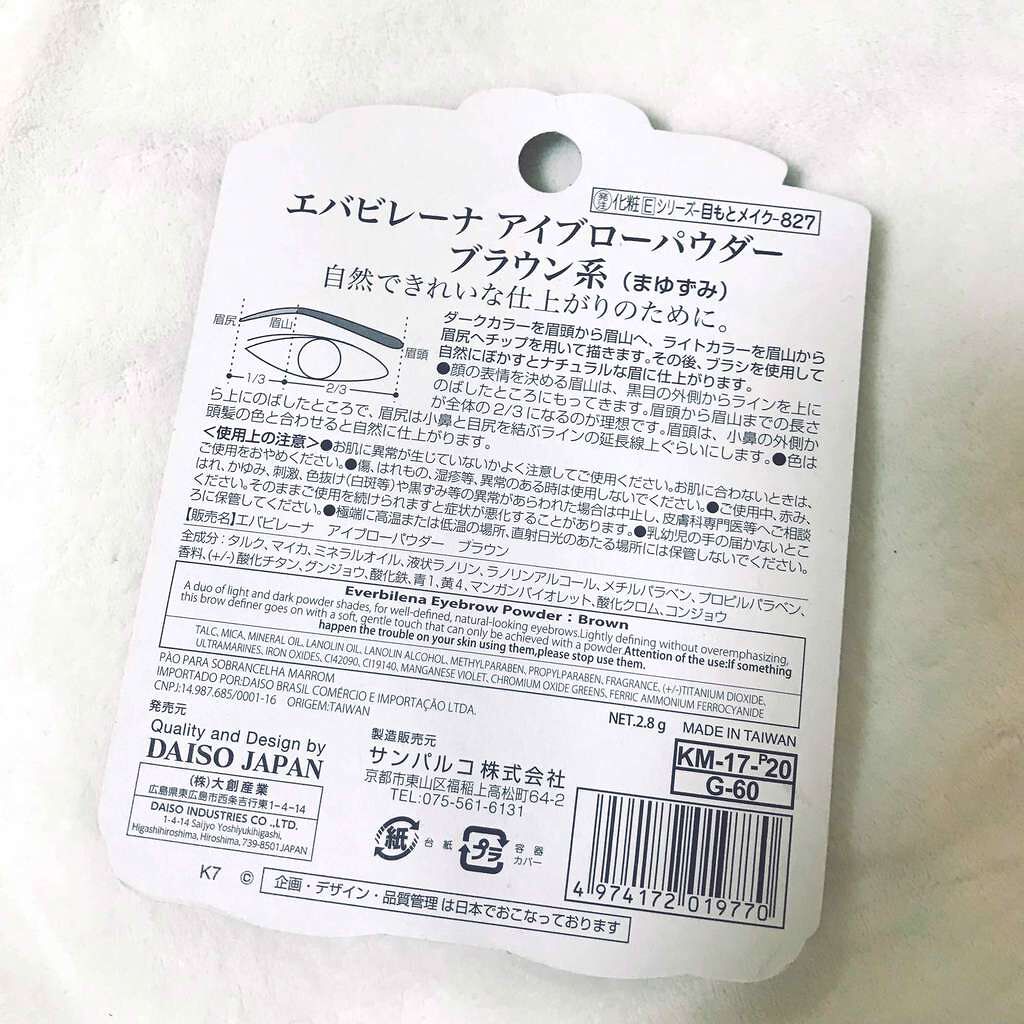 発注 化粧 E シリーズ-目もとメイク-827
エバビレーナ アイブローパウダー
ブラウン系 (まゆずみ)
自然できれいな仕上がりのために。
眉尻 眉山 眉頭
1/3 2/3
ダークカラーを眉頭から眉山へ、ライトカラーを眉山から
眉尻へチップを用いて描きます。その後、ブラシを使用して
自然にぼかすとナチュラルな眉に仕上がります。
●顔の表情を決める眉山は、黒目の外側からラインを上に
のばしたところにもってきます。眉頭から眉山までの長さ
が全体の2/3になるのが理想です。眉頭は、小鼻の外側か
ら上にのばしたところで、眉尻は小鼻と目尻を結ぶラインの延長線上ぐらいにします。●色は
頭髪の色と合わせると自然に仕上がります。
<使用上の注意>●お肌に異常が生じていないかよく注意してご使用ください。お肌に合わないときは、
ご使用をおやめください。●傷、はれもの、湿疹等、異常のある時は使用しないでください。●ご使用中、赤み、
はれ、かゆみ、刺激、色抜け(白斑等)や黒ずみ等の異常があらわれた場合は中止し、皮膚科専門医等へご相談
ください。そのままご使用を続けられますと症状が悪化することがあります。●乳幼児の手の届かないとこ
ろに保管してください。●極端に高温または低温の場所、直射日光のあたる場所には保管しないでください。
【販売名】エバビレーナ アイブローパウダー ブラウン
全成分:タルク、マイカ、ミネラルオイル、液状ラノリン、ラノリンアルコール、メチルパラベン、プロピルパラベン、
香料、(+/-)酸化チタン、グンジョウ、酸化鉄、青1、黄4、マンガンバイオレット、酸化クロム、コンジョウ
Everbilena Eyebrow Powder : Brown
A duo of light and dark powder shades, for well-defined, natural-looking eyebrows.Lightly defining without overemphasizing,
this brow definer goes on with a soft, gentle touch that can only be achieved with a powder.Attention of the use:If something
happen the trouble on your skin using them,please stop use them.
TALC, MICA, MINERAL OIL, LANOLIN OIL, LANOLIN ALCOHOL, METHYLPARABEN, PROPYLPARABEN, FRAGRANCE, (+/-)TITANIUM DIOXIDE,
ULTRAMARINES, IRON OXIDES, CI42090, CI19140, MANGANESE VIOLET, CHROMIUM OXIDE GREENS, FERRIC AMMONIUM FERROCYANIDE
PÀO PARA SOBRANCELHA MARROM
IMPORTADO POR:DAISO BRASIL COMÉRCIO E IMPORTAÇÃO LTDA.
CNPJ:14.987.685/0001-16 ORIGEM:TAIWAN
NET.2.8 g MADE IN TAIWAN
発売元
Quality and Design by
DAISO JAPAN
(株)大創産業
広島県東広島市西条吉行東1-4-14
DAISO INDUSTRIES CO.,LTD.
1-4-14 Saijyo Yoshiyukihigashi,
Higashihiroshima, Hiroshima, 739-8501JAPAN
製造販売元
サンパルコ株式会社
京都市東山区福稲上高松町64-2
TEL:075-561-6131
KM-17-P20
G-60
紙 台紙 プラ 容器
カバー
4 974172 019770
K7 © 企画・デザイン・品質管理 は日本でおこなっております